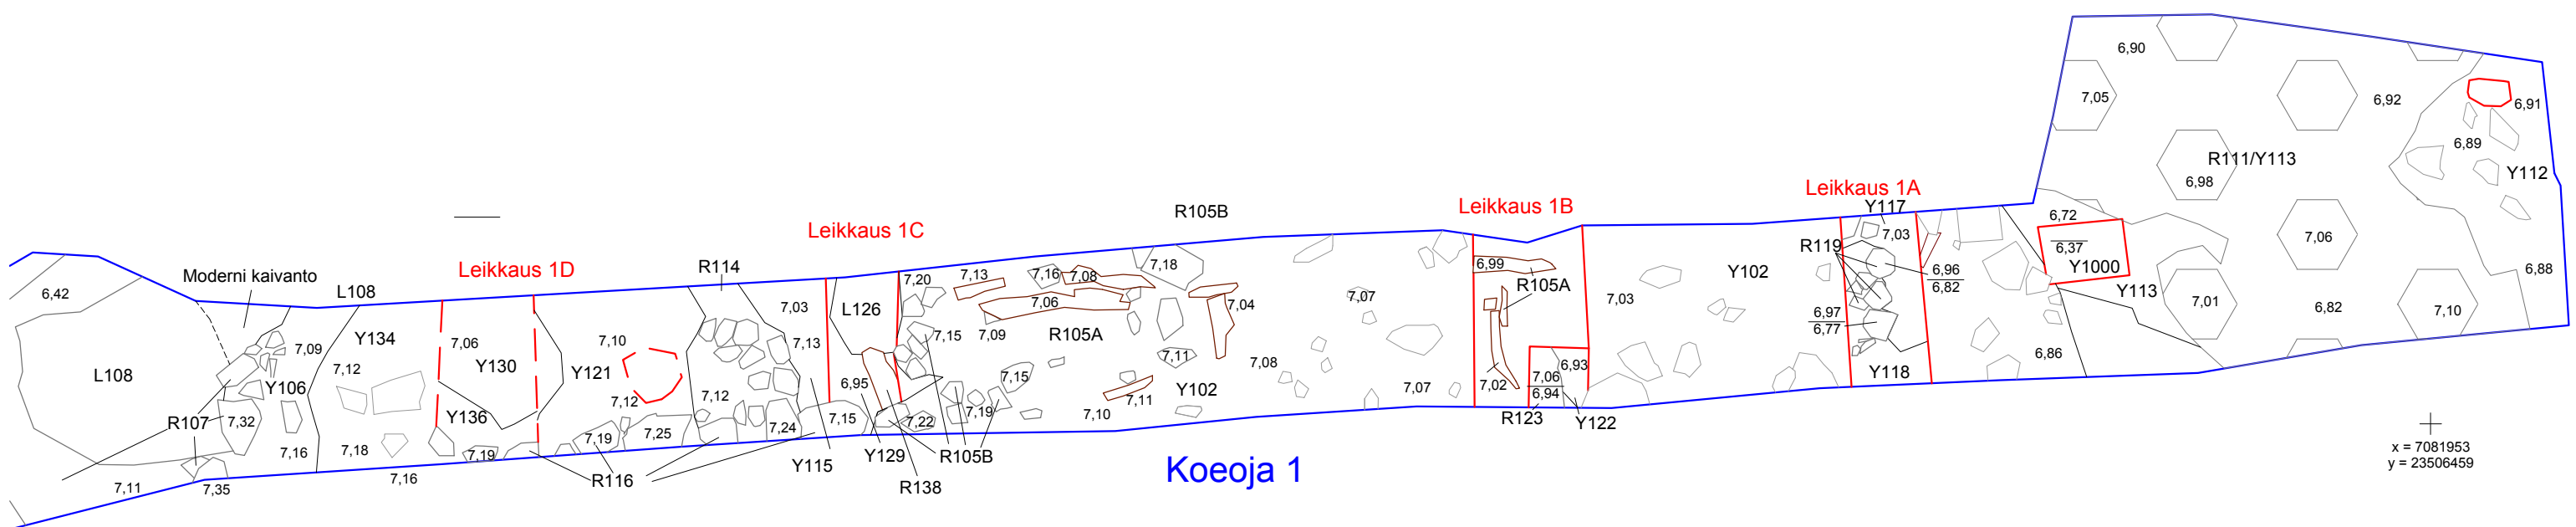 6,90
7,05
6,92
6,91
6,89
R111/Y113
6,98
Y112
Leikkaus 1A
Y117
Leikkaus 1B
R105B
6,72
7,03
Leikkaus 1C
R119
6,37
Y1000
7,06
R114
Leikkaus 1D
Moderni kaivanto
7,18
7,16
7,08
7,13
7,20
6,99
R105A
Y102
6,96
6,82
6,88
6,42
L108
7,06
7,04
7,07
7,03
Y113
7,01
6,82
7,10
7,03
L126
7,15
7,09
R105A
6,97
6,77
Y134
7,06
7,10
7,13
7,09
6,86
L108
7,12
Y130
Y121
7,11
7,08
6,93
Y118
Y106
6,95
7,15
Y102
7,07
7,02
7,06
6,94
7,12
7,12
7,11
7,10
R107
7,32
Y136
7,19
7,15
7,22
R123
Y122
7,24
7,25
7,19
7,16
7,18
7,19
Y129
R105B
Koeoja 1
x = 7081953
y = 23506459
Y115
R116
7,16
R138
7,11
7,35